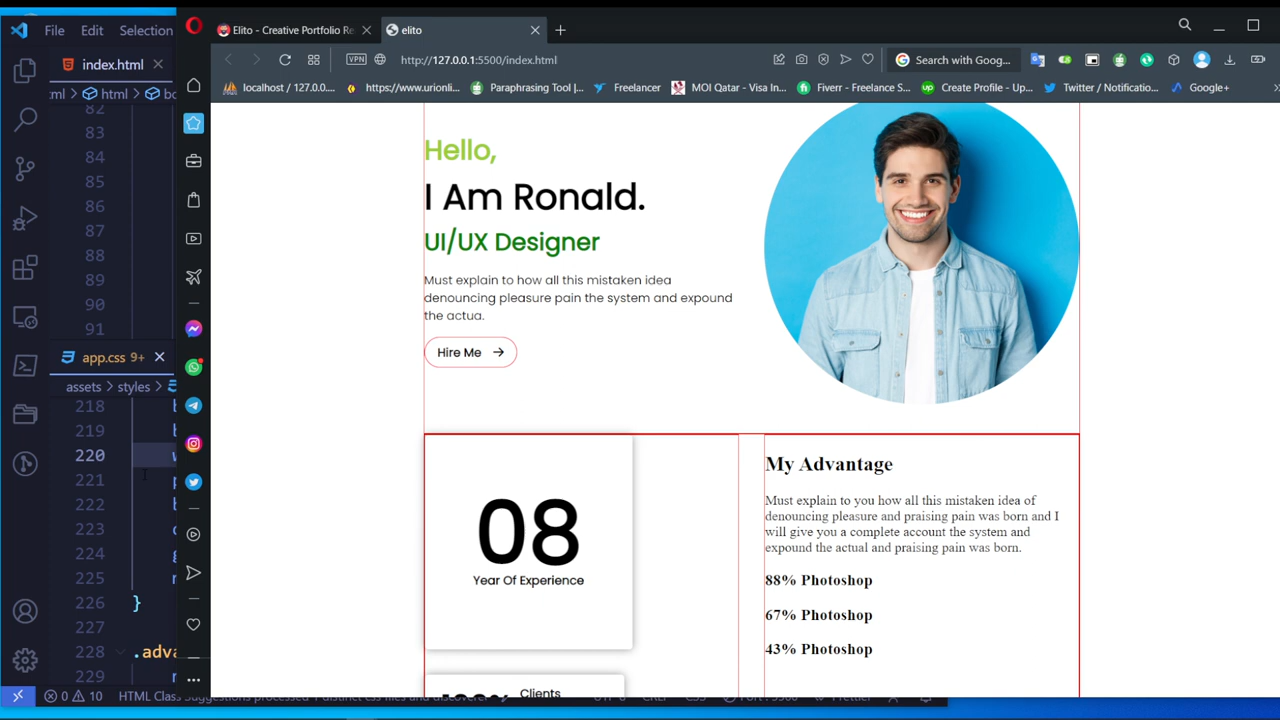 File Edit Selection
index.html
ml > html > bo
82
83
84
85
86
87
88
89
90
91
app.css 9+
assets > styles >
218
219
220
221
222
223
224
225
226 }
227
228 .adva
229
0 10 HTML Class
Elito - Creative Portfolio Re
elito
VPN http://127.0.0.1:5500/index.html
Search with Goog...
localhost / 127.0.0... https://www.urionli... Paraphrasing Tool |... Freelancer MOI Qatar - Visa In... Fiverr - Freelance S... Create Profile - Up... Twitter / Notificatio... Google+
Hello,
I Am Ronald.
UI/UX Designer
Must explain to how all this mistaken idea
denouncing pleasure pain the system and expound
the actua.
Hire Me →
08
Year Of Experience
Clients
My Advantage
Must explain to you how all this mistaken idea of
denouncing pleasure and praising pain was born and I
will give you a complete account the system and
expound the actual and praising pain was born.
88% Photoshop
67% Photoshop
43% Photoshop